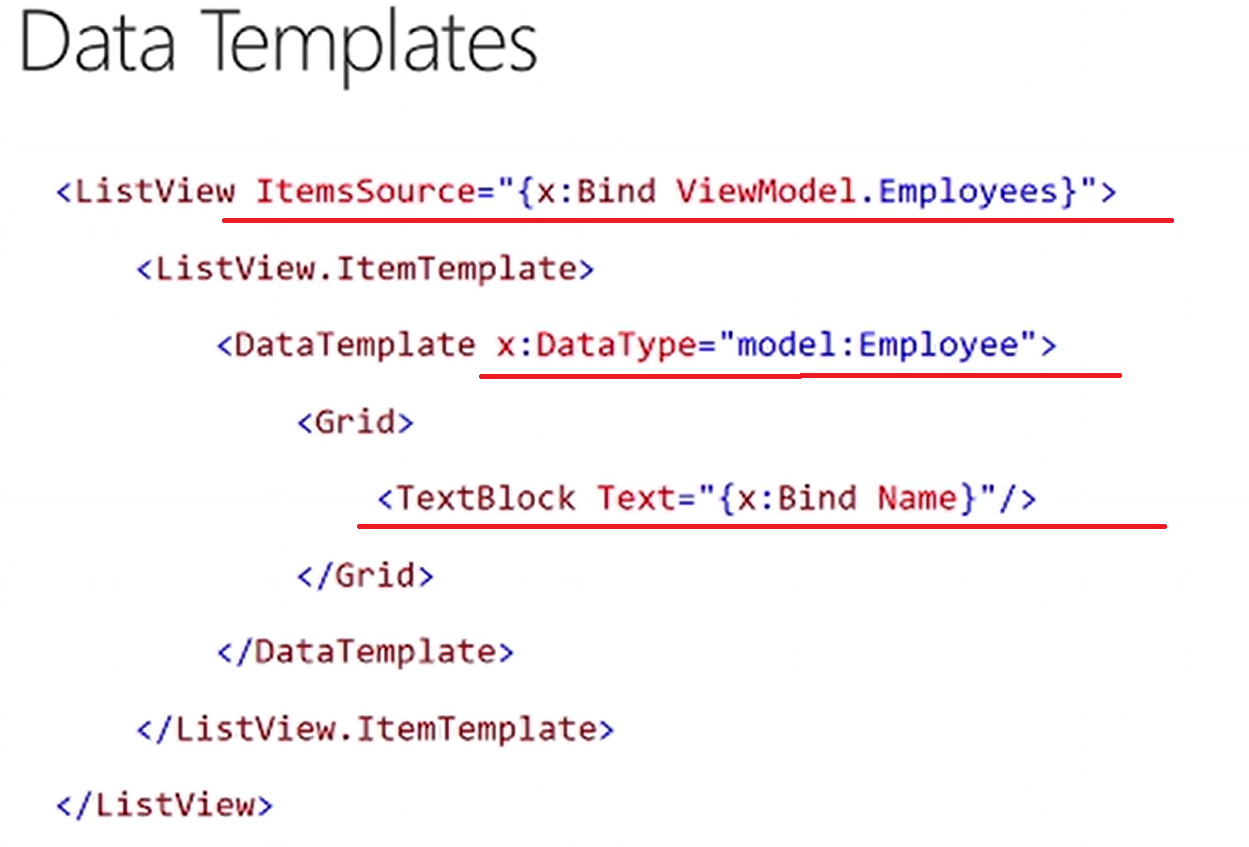 Data Templates
<ListView ItemsSource="{x:Bind ViewModel.Employees}">
<ListView.ItemTemplate>
<DataTemplate x:DataType="model:Employee">
<Grid>
<TextBlock Text="{x:Bind Name}"/>
</Grid>
</DataTemplate>
</ListView.ItemTemplate>
</ListView>